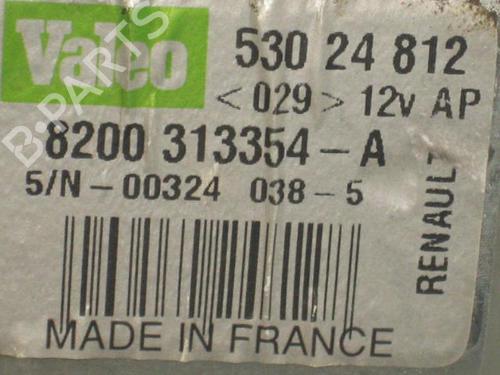 Valeo
530 24 812
<029> 12v AP
8200 313354-A
S/N-00324 038-5
RENAULT
MADE IN FRANCE
B-PARTS